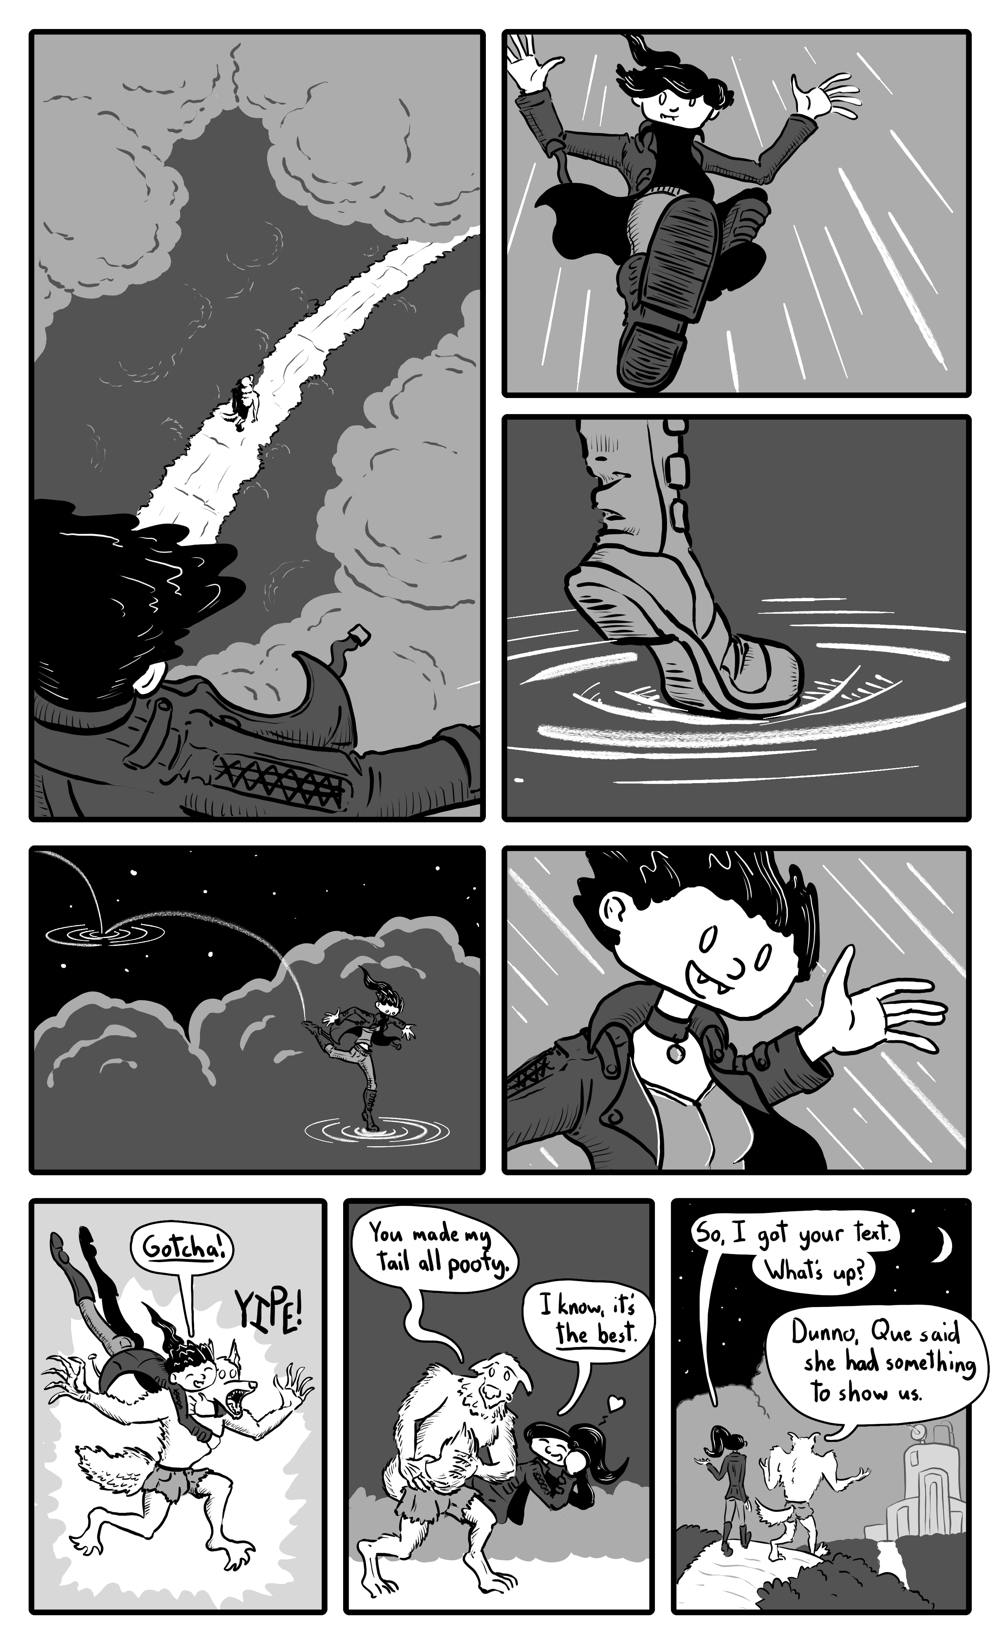 Gotcha!
YIPE!
You made my
tail all poofy.
I know, it's
the best.
So, I got your text.
What's up?
Dunno, Que said
she had something
to show us.